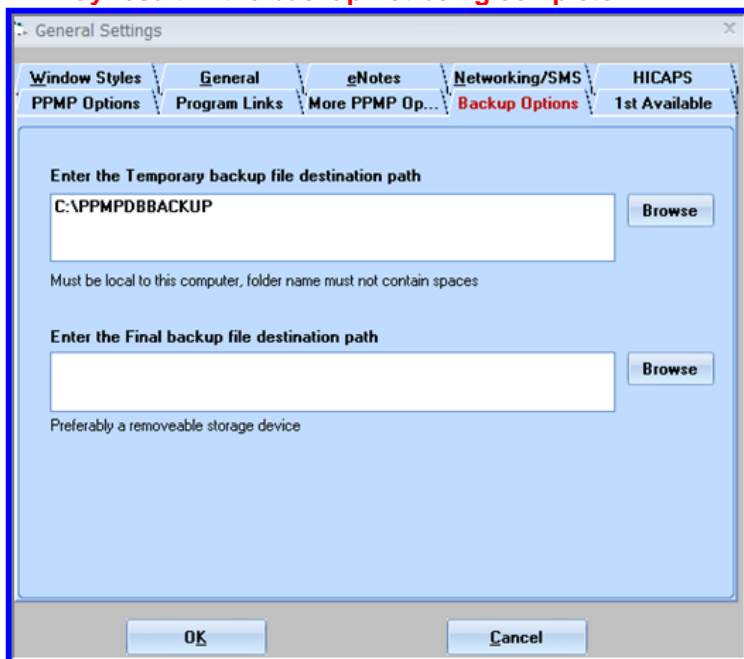 General Settings
Window Styles General eNotes Networking/SMS HICAPS
PPMP Options Program Links More PPMP Op... Backup Options 1st Available
Enter the Temporary backup file destination path
C:\PPMPDBBACKUP
Browse
Must be local to this computer, folder name must not contain spaces
Enter the Final backup file destination path
Browse
Preferably a removeable storage device
OK Cancel